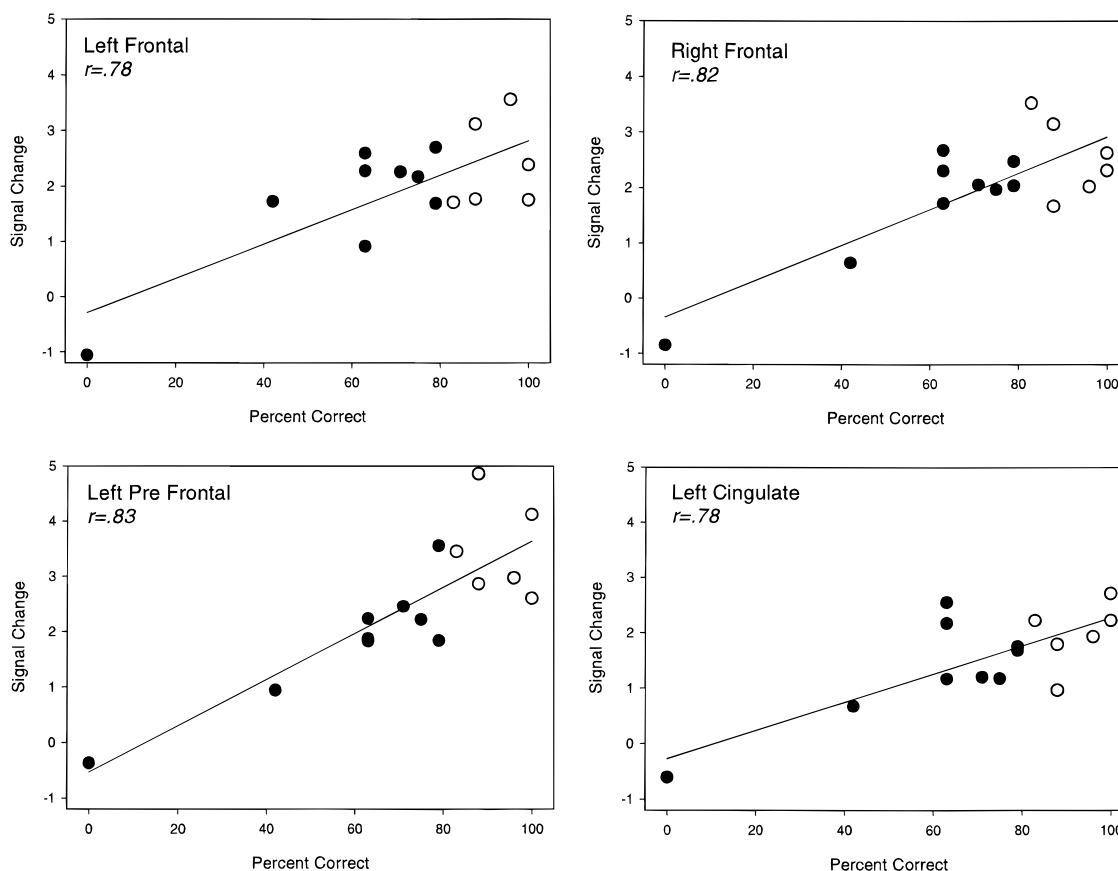 Left Frontal
r=.78
5
4
3
2
1
0
-1
Signal Change
0 20 40 60 80 100
Percent Correct
Right Frontal
r=.82
5
4
3
2
1
0
-1
Signal Change
0 20 40 60 80 100
Percent Correct
Left Pre Frontal
r=.83
5
4
3
2
1
0
-1
Signal Change
0 20 40 60 80 100
Percent Correct
Left Cingulate
r=.78
5
4
3
2
1
0
-1
Signal Change
0 20 40 60 80 100
Percent Correct